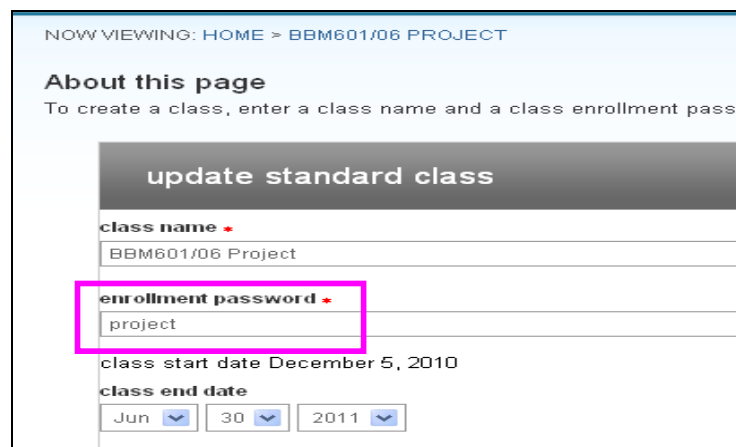 NOW VIEWING: HOME > BBM601/06 PROJECT
About this page
To create a class, enter a class name and a class enrollment pass
update standard class
class name *
BBM601/06 Project
enrollment password *
project
class start date December 5, 2010
class end date
Jun 30 2011